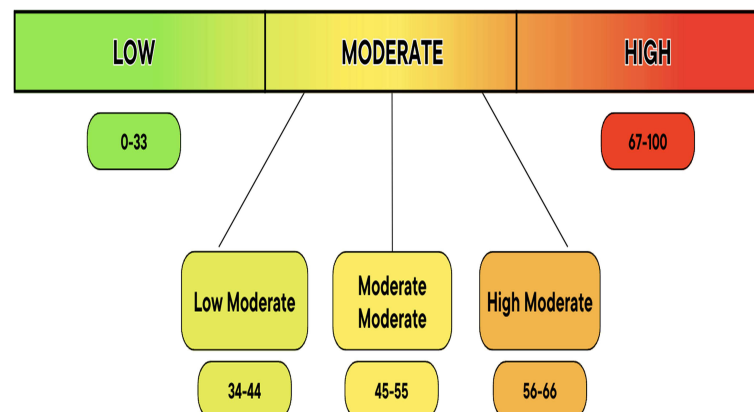 LOW
MODERATE
HIGH
0-33
67-100
Low Moderate
Moderate
Moderate
High Moderate
34-44
45-55
56-66